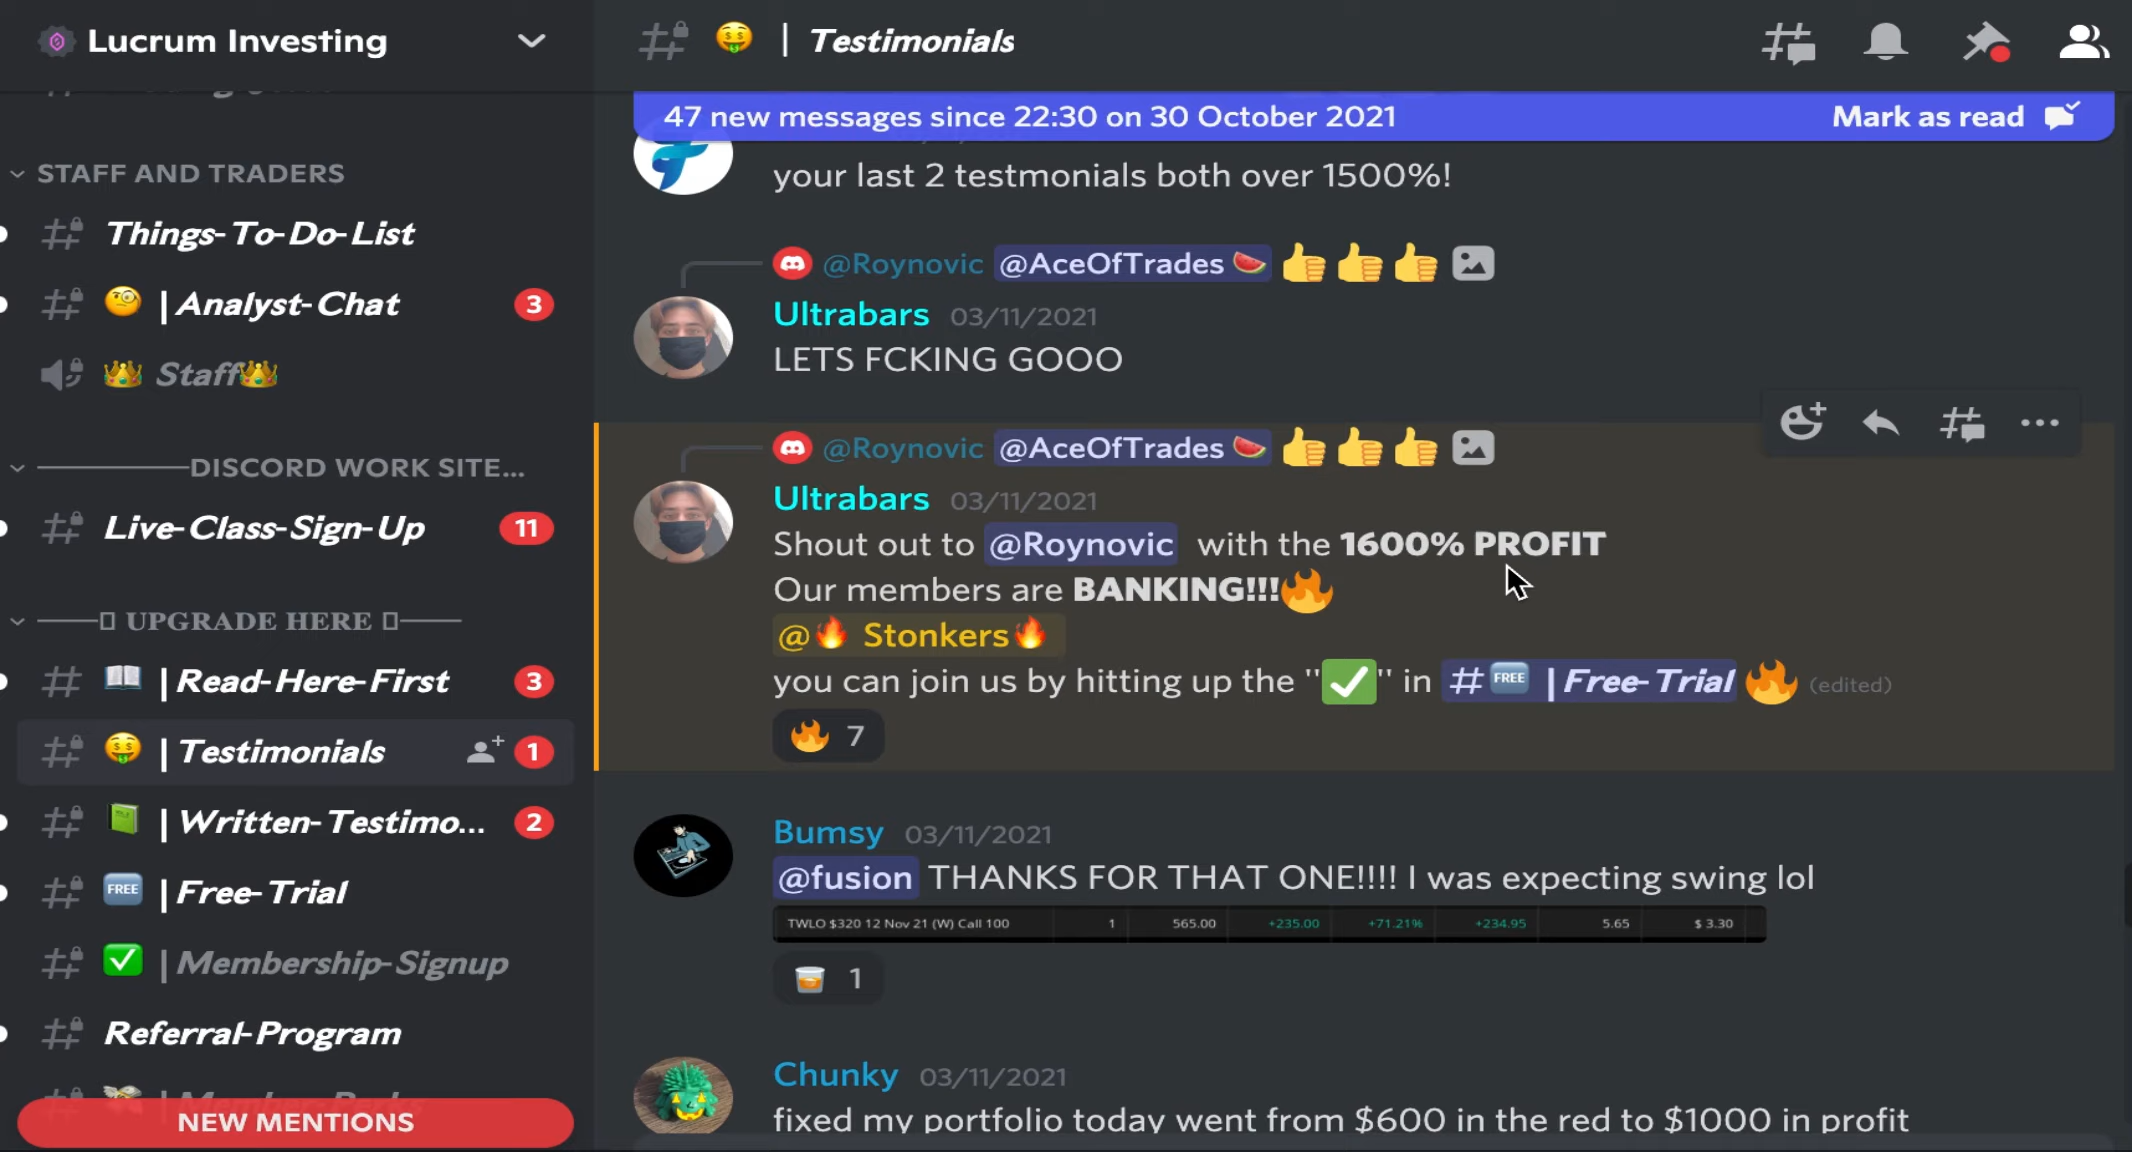 Lucrum Investing
STAFF AND TRADERS
Things-To-Do-List
| Analyst-Chat
3
Staff
DISCORD WORK SITE...
Live-Class-Sign-Up
11
UPGRADE HERE
| Read-Here-First
3
| Testimonials
1
| Written-Testimo...
2
FREE | Free-Trial
| Membership-Signup
Referral-Program
| Member-Perks
NEW MENTIONS
| Testimonials
47 new messages since 22:30 on 30 October 2021
Mark as read
your last 2 testmonials both over 1500%!
@Roynovic @AceOfTrades
Ultrabars 03/11/2021
LETS FCKING GOOO
@Roynovic @AceOfTrades
Ultrabars 03/11/2021
Shout out to @Roynovic with the 1600% PROFIT
Our members are BANKING!!!
@ Stonkers
you can join us by hitting up the "✅" in # FREE | Free-Trial (edited)
7
Bumsy 03/11/2021
@fusion THANKS FOR THAT ONE!!!! I was expecting swing lol
TWLO $320 12 Nov 21 (W) Call 100 1 565.00 +235.00 +71.21% +234.95 5.65 $ 3.30
1
Chunky 03/11/2021
fixed my portfolio today went from $600 in the red to $1000 in profit